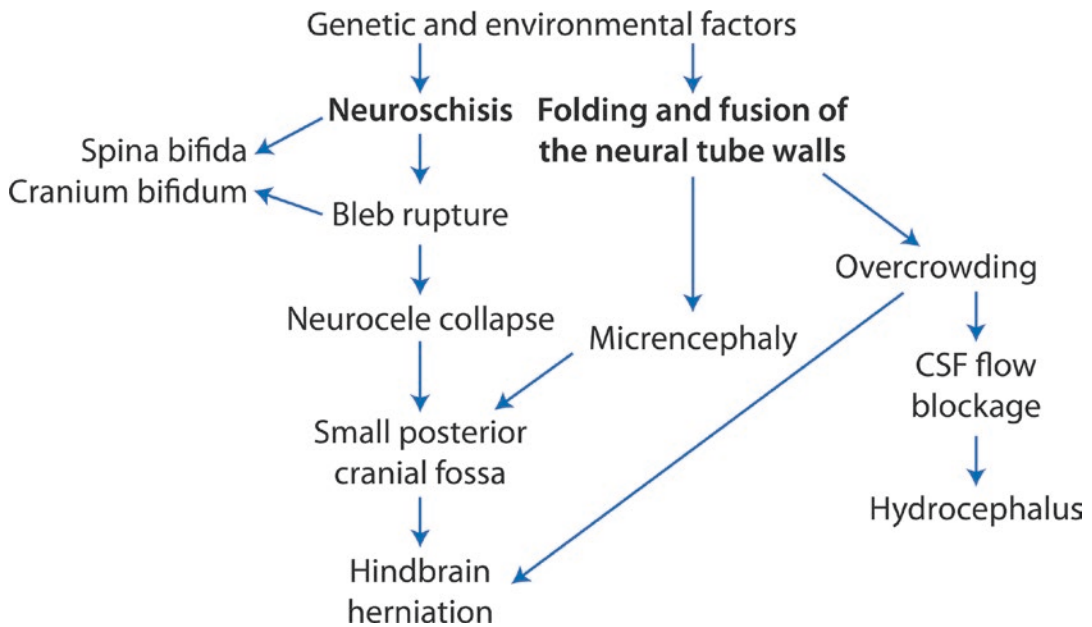 Genetic and environmental factors
Neuroschisis
Folding and fusion of
the neural tube walls
Spina bifida
Cranium bifidum
Bleb rupture
Overcrowding
Neurocele collapse
Micrencephaly
CSF flow
blockage
Small posterior
cranial fossa
Hydrocephalus
Hindbrain
herniation